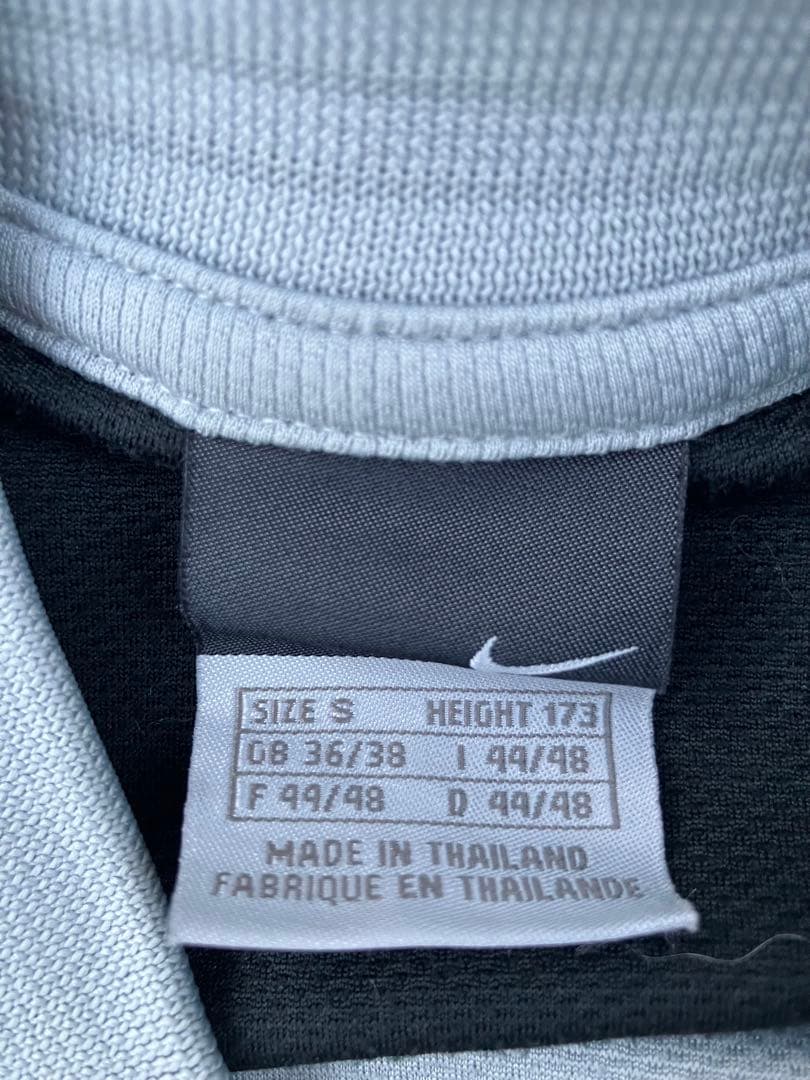 SIZE S HEIGHT 173
GB 36/38 I 44/48
F 44/48 D 44/48
MADE IN THAILAND
FABRIQUE EN THAILANDE